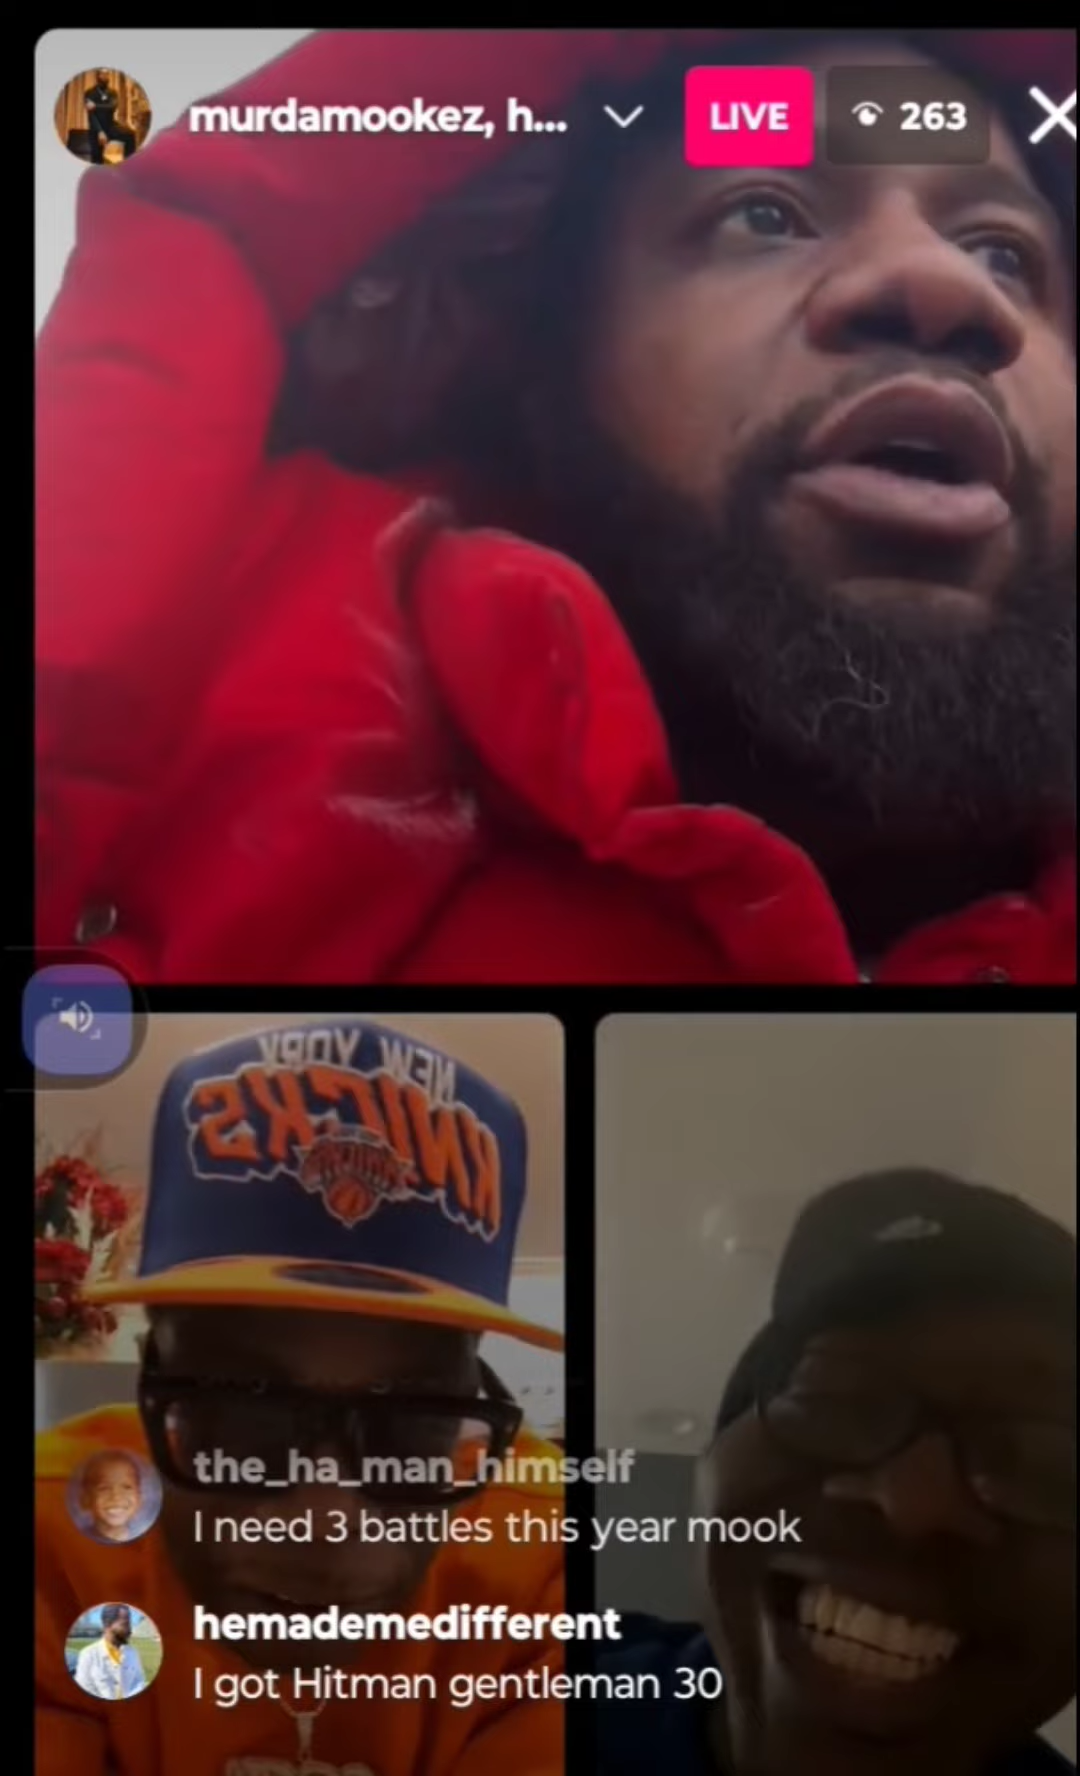 murdamookez, h...
LIVE
263
NEW YORK
KNICKS
the_ha_man_himself
I need 3 battles this year mook
hemademedifferent
I got Hitman gentleman 30